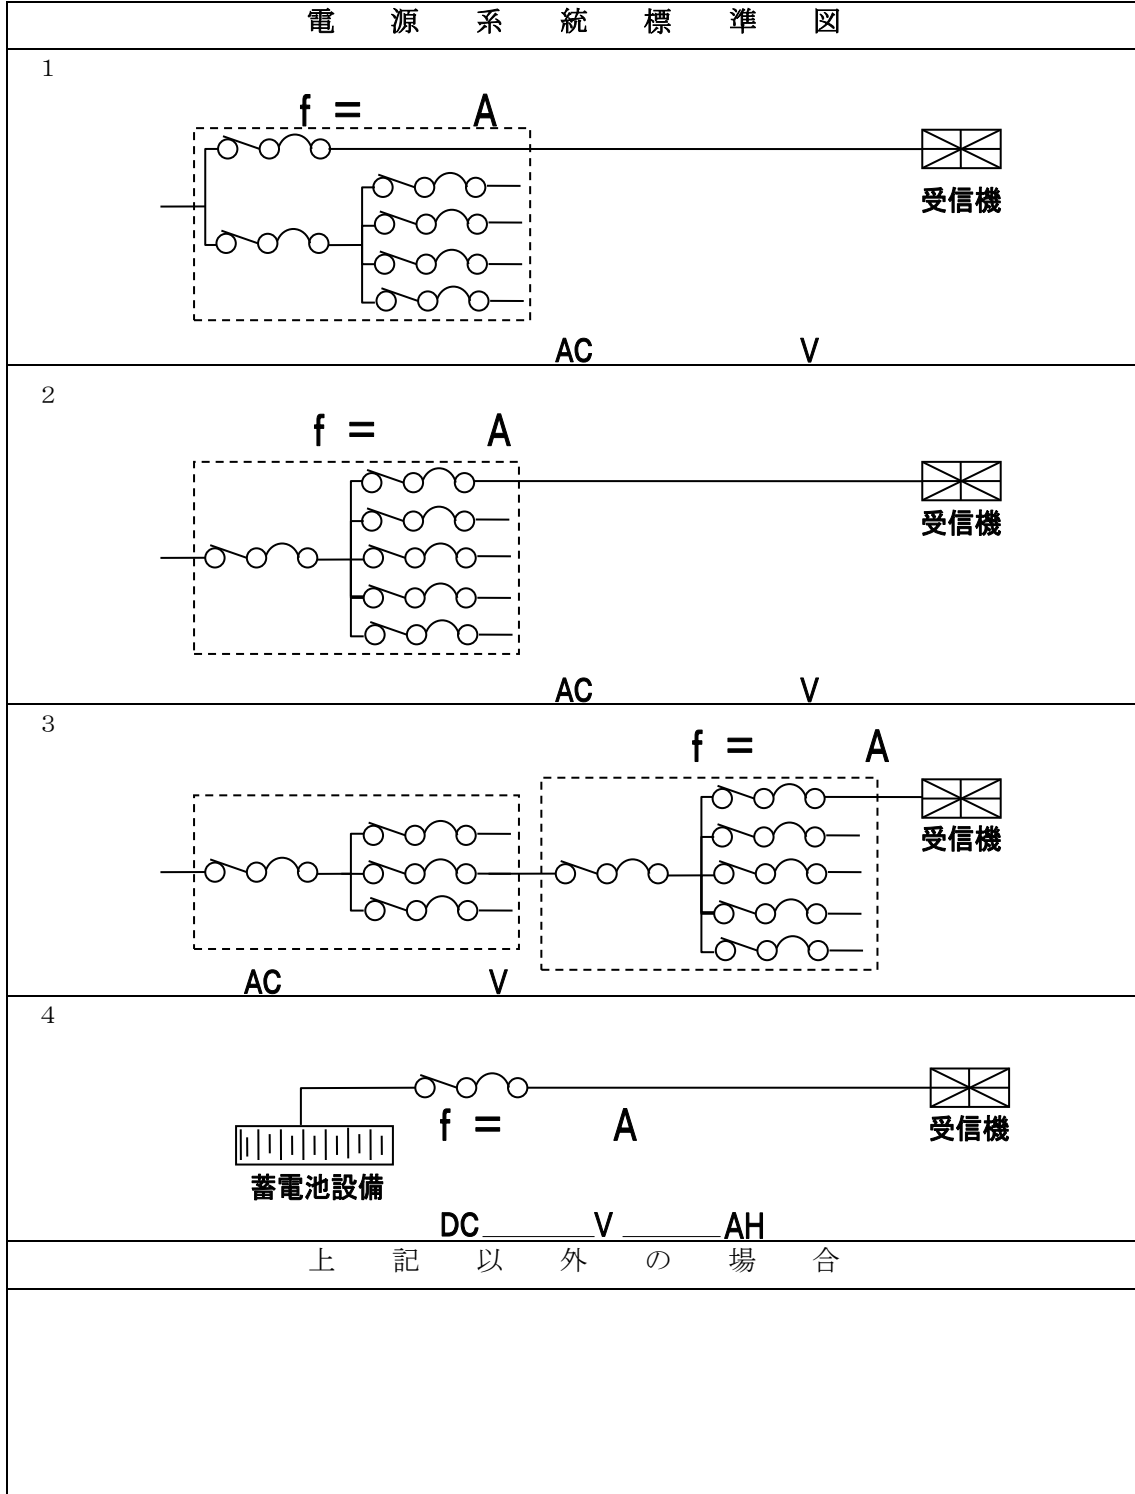 電源系統標準図
1
f = A
受信機
AC V
2
f = A
受信機
AC V
3
f = A
受信機
AC V
4
f = A
受信機
蓄電池設備
DC________V ________AH
上記以外の場合